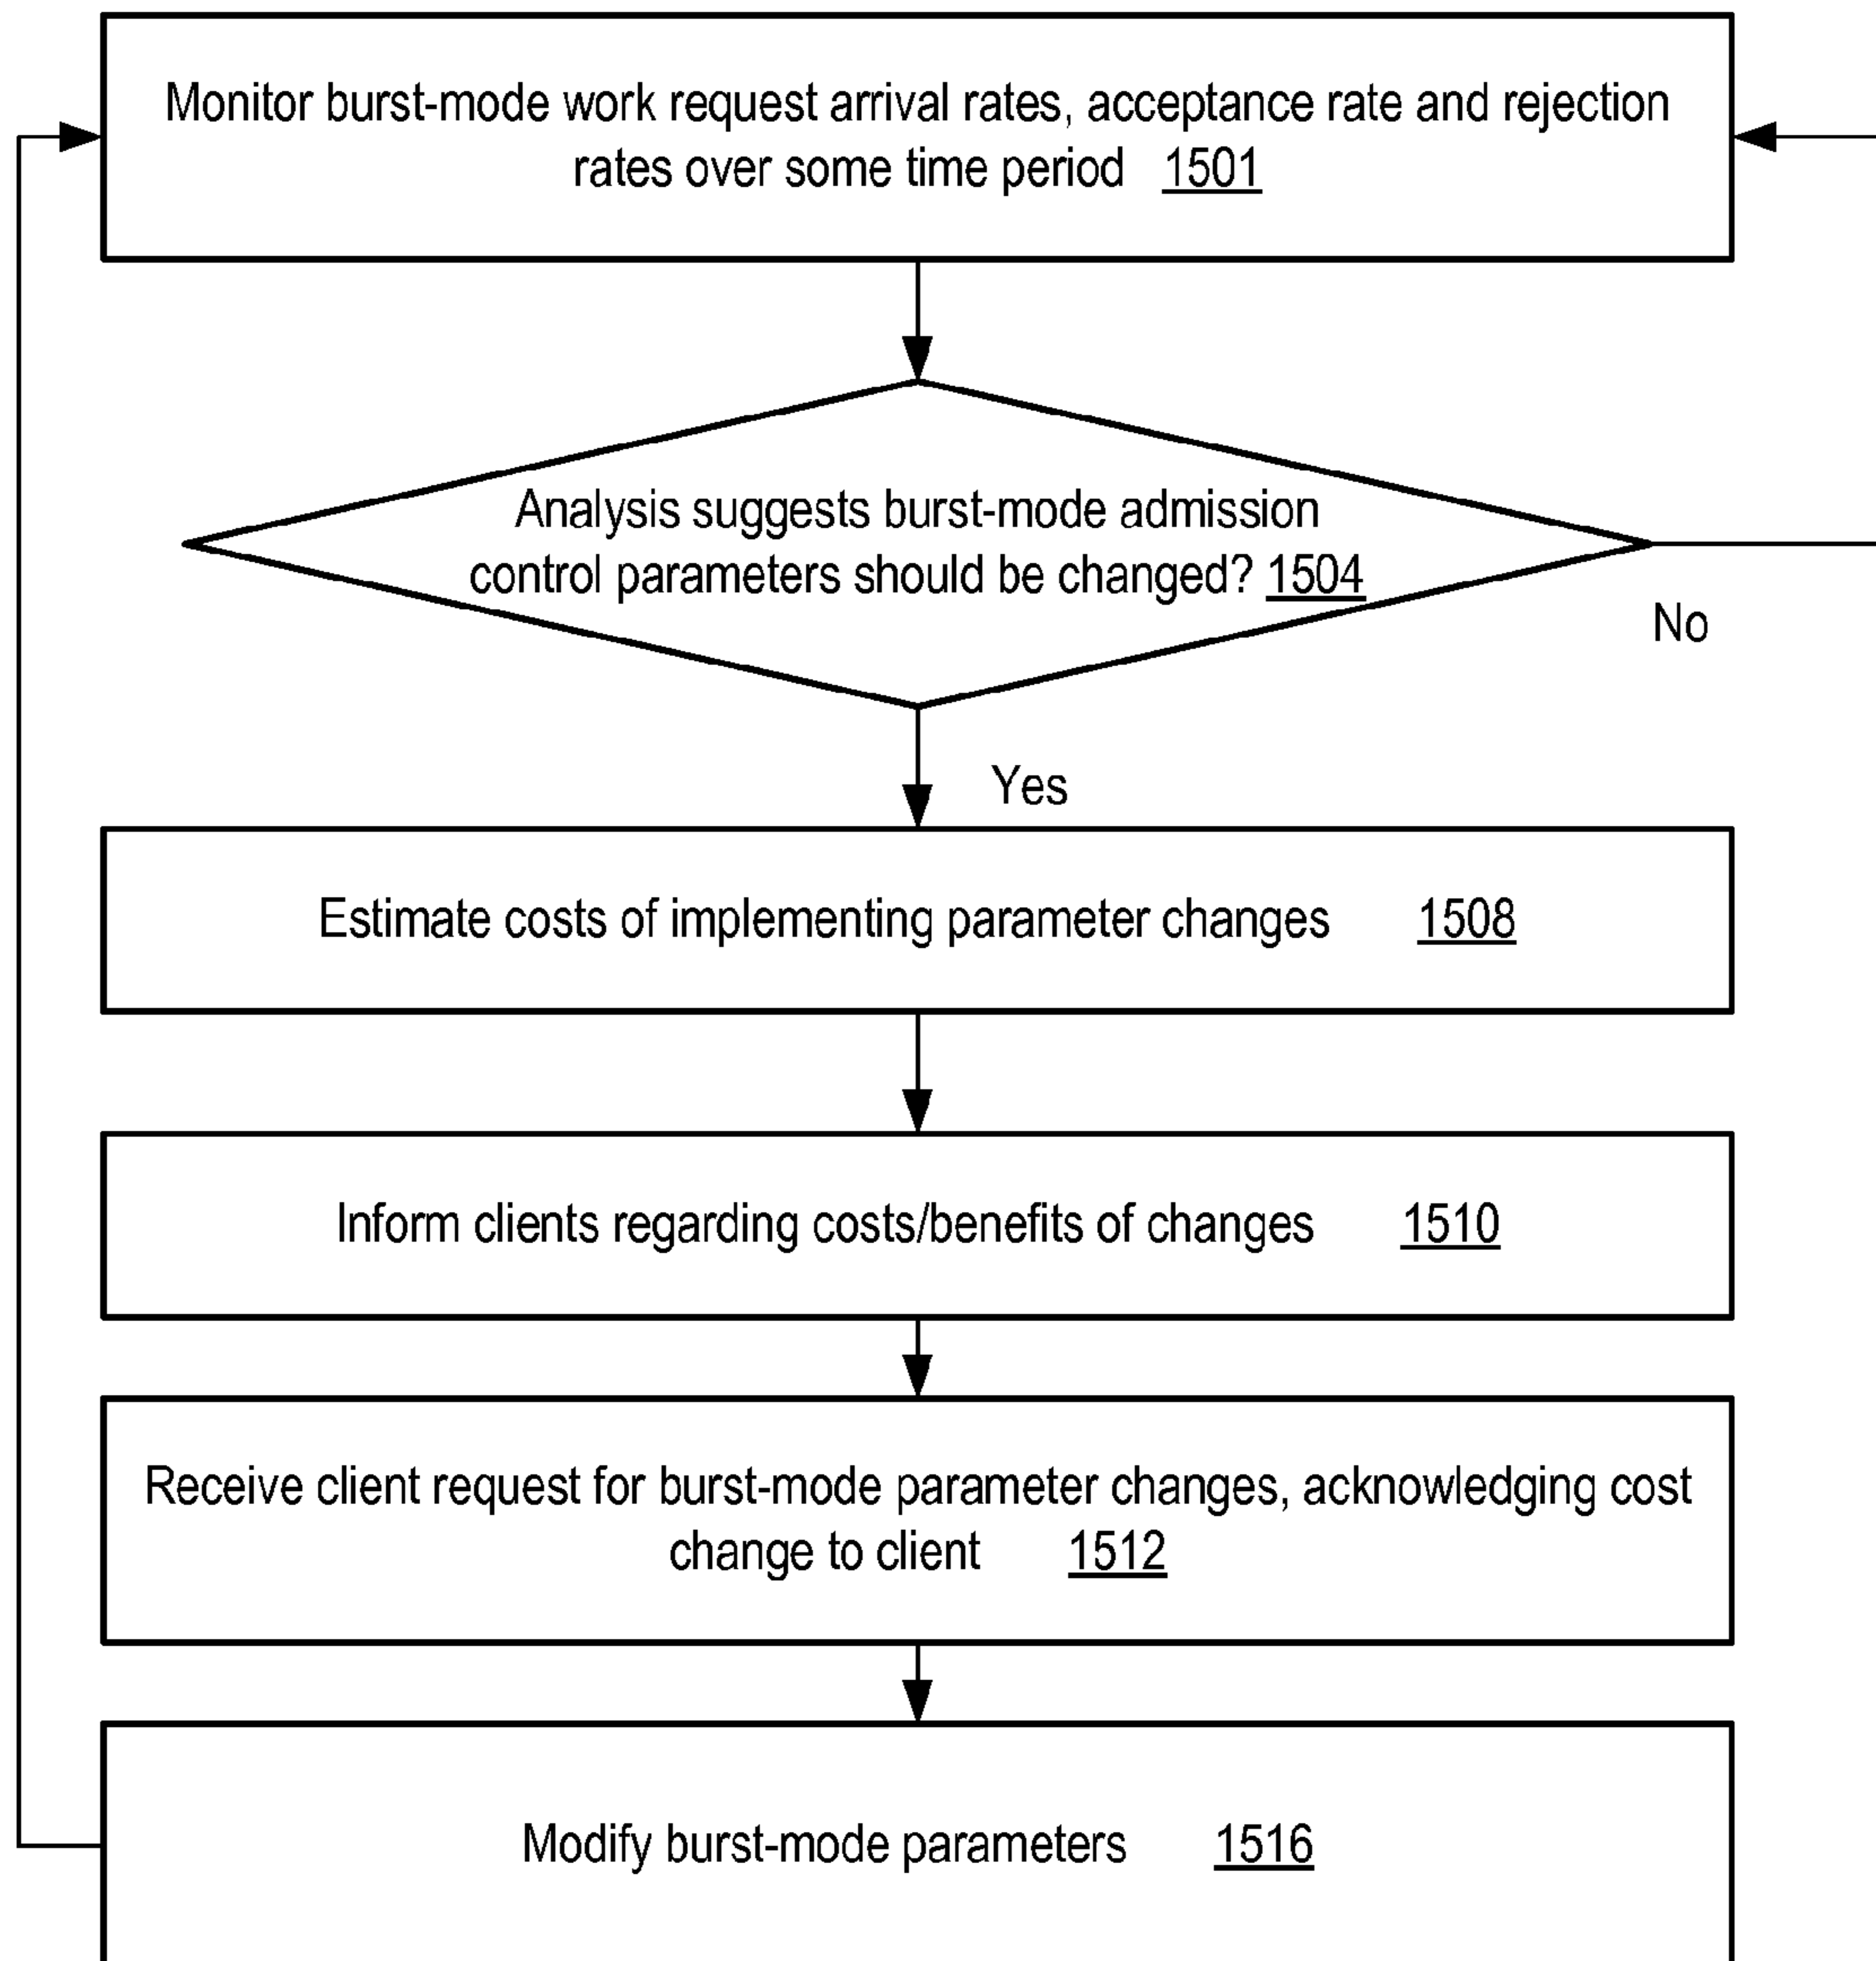 Monitor burst-mode work request arrival rates, acceptance rate and rejection
rates over some time period 1501
Analysis suggests burst-mode admission
control parameters should be changed? 1504
No
Yes
Estimate costs of implementing parameter changes 1508
Inform clients regarding costs/benefits of changes 1510
Receive client request for burst-mode parameter changes, acknowledging cost
change to client 1512
Modify burst-mode parameters 1516